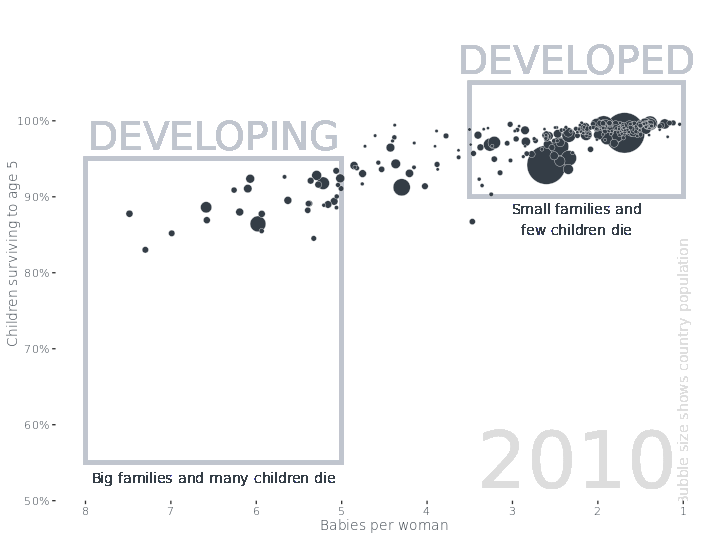 DEVELOPED
DEVELOPING
100%
90%
80%
70%
60%
50%
Children surviving to age 5
Small families and
few children die
Big families and many children die
2010
Bubble size shows country population
8 7 6 5 4 3 2 1
Babies per woman